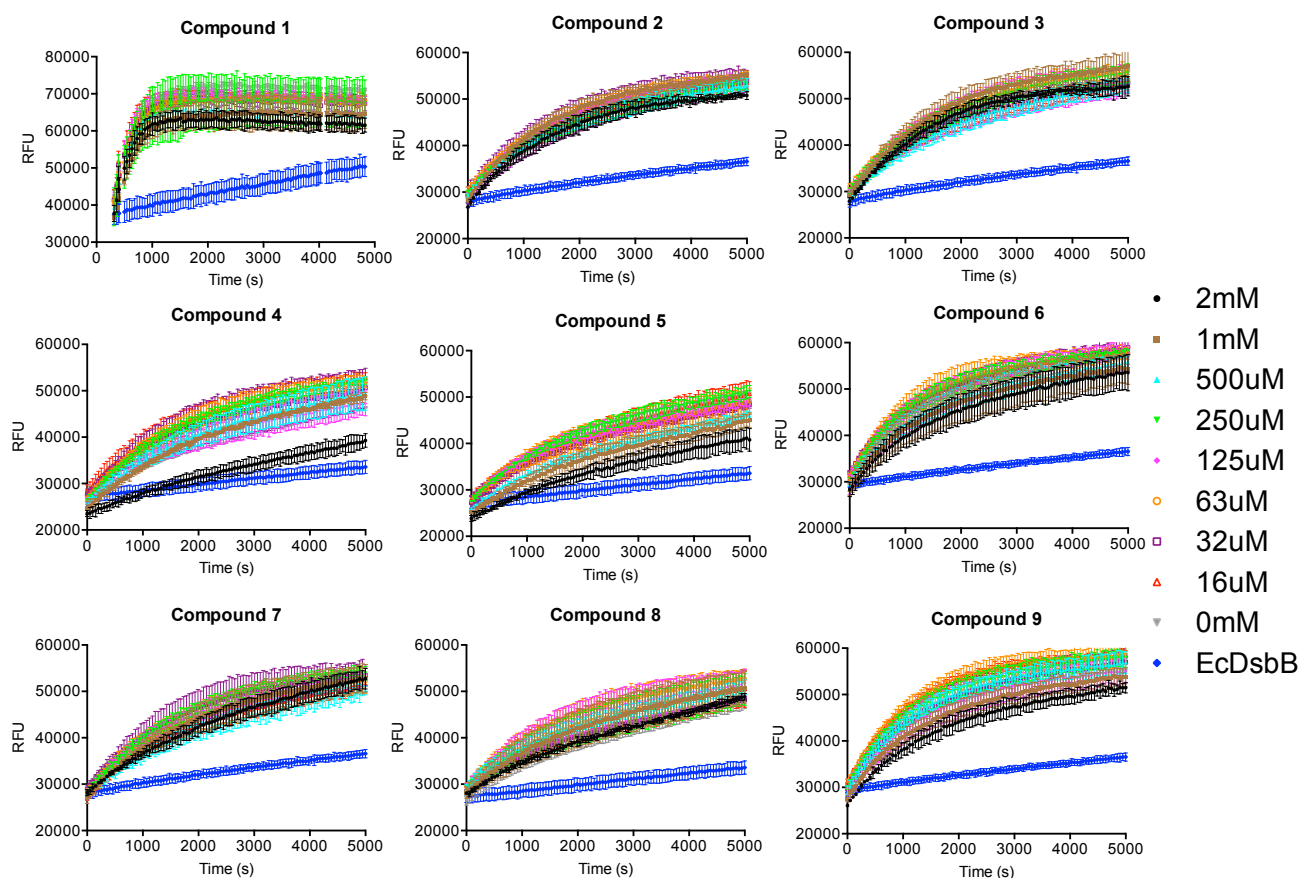 Compound 1
80000
70000
60000
50000
40000
30000
RFU
0 1000 2000 3000 4000 5000
Time (s)
Compound 2
60000
50000
40000
30000
20000
RFU
0 1000 2000 3000 4000 5000
Time (s)
Compound 3
60000
50000
40000
30000
20000
RFU
0 1000 2000 3000 4000 5000
Time (s)
Compound 4
60000
50000
40000
30000
20000
RFU
0 1000 2000 3000 4000 5000
Time (s)
Compound 5
60000
50000
40000
30000
20000
RFU
0 1000 2000 3000 4000 5000
Time (s)
Compound 6
60000
50000
40000
30000
20000
RFU
0 1000 2000 3000 4000 5000
Time (s)
Compound 7
60000
50000
40000
30000
20000
RFU
0 1000 2000 3000 4000 5000
Time (s)
Compound 8
60000
50000
40000
30000
20000
RFU
0 1000 2000 3000 4000 5000
Time (s)
Compound 9
60000
50000
40000
30000
20000
RFU
0 1000 2000 3000 4000 5000
Time (s)
2mM
1mM
500uM
250uM
125uM
63uM
32uM
16uM
0mM
EcDsbB